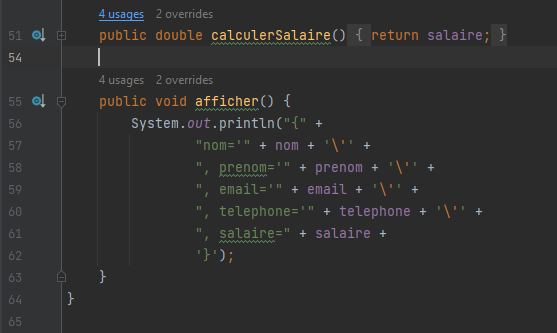 4 usages 2 overrides
51 public double calculerSalaire() { return salaire; }
54
4 usages 2 overrides
55 public void afficher() {
56 System.out.println("{" +
57 "nom='" + nom + '\'' +
58 ", prenom='" + prenom + '\'' +
59 ", email='" + email + '\'' +
60 ", telephone='" + telephone + '\'' +
61 ", salaire=" + salaire +
62 '}');
63 }
64 }
65